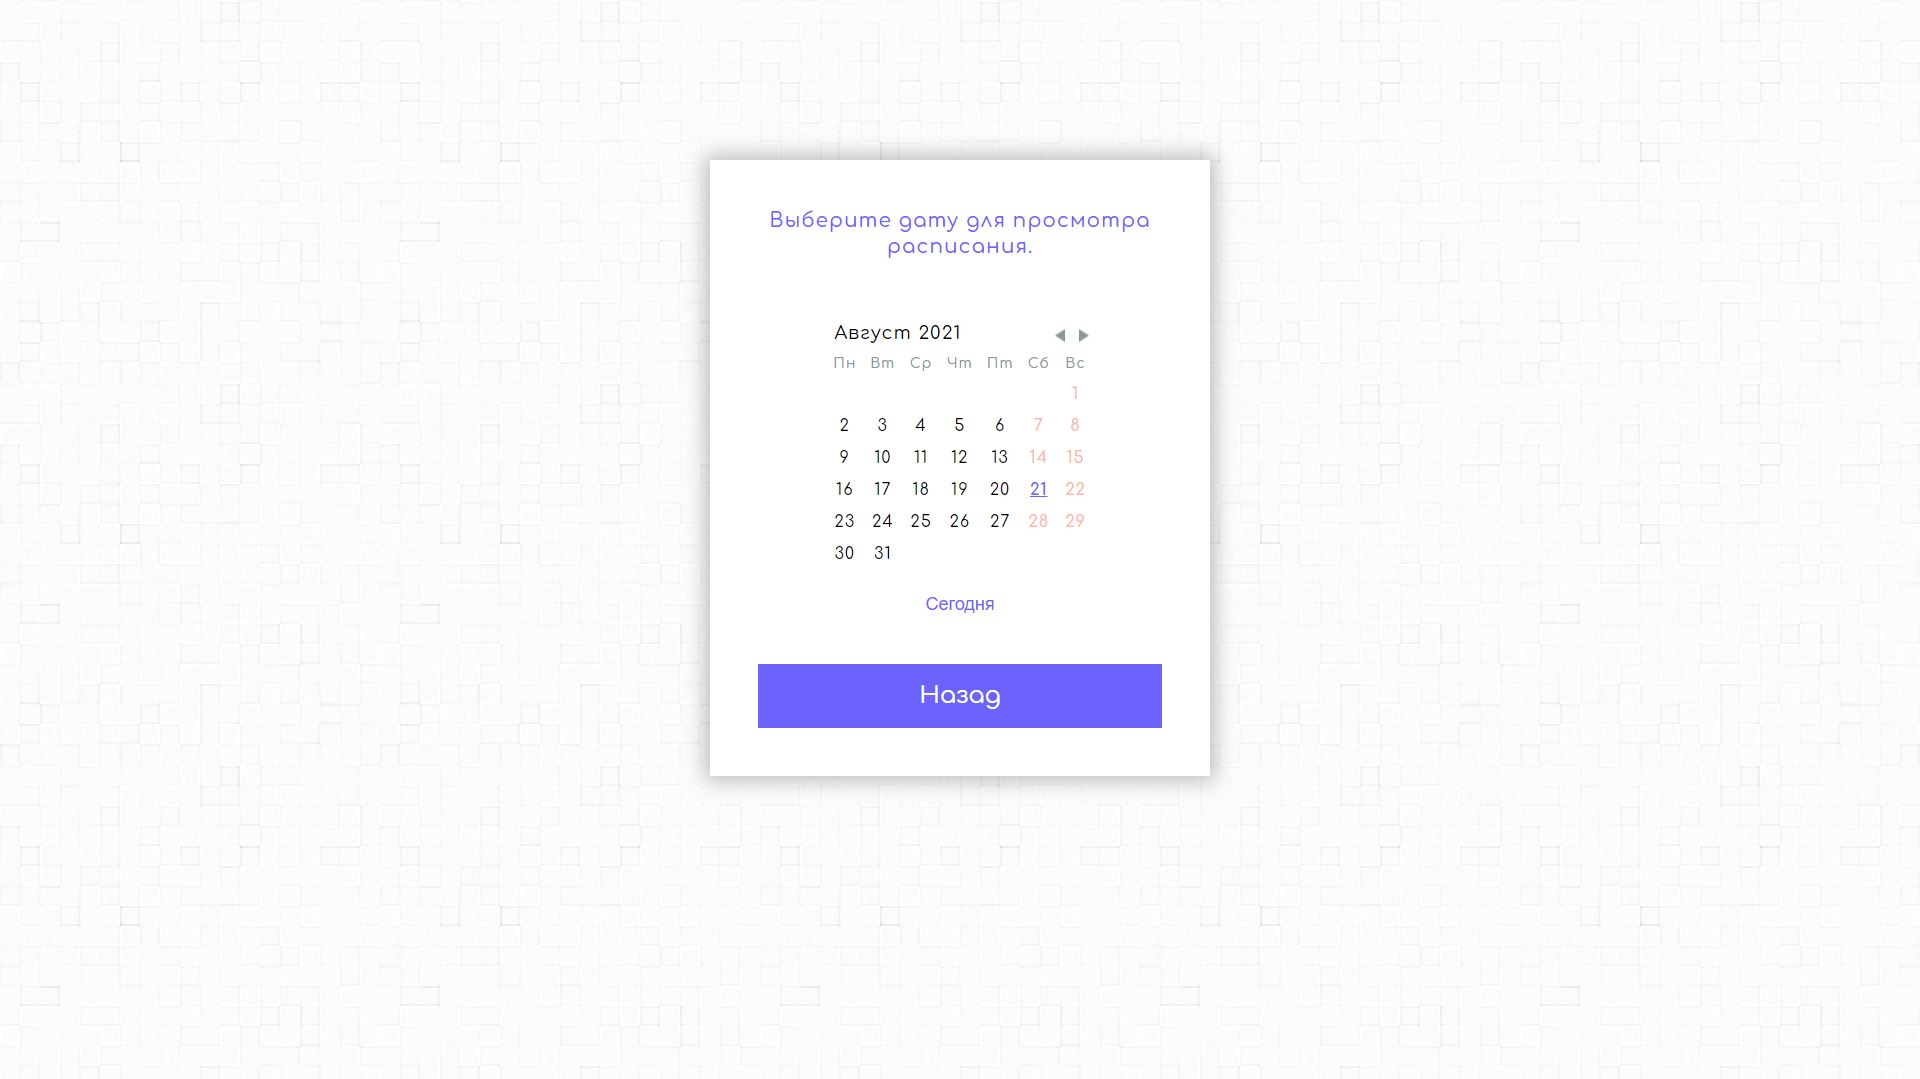 Выберите дату для просмотра
расписания.
Август 2021
Пн Вт Ср Чт Пт Сб Вс
1
2 3 4 5 6 7 8
9 10 11 12 13 14 15
16 17 18 19 20 21 22
23 24 25 26 27 28 29
30 31
Сегодня
Назад